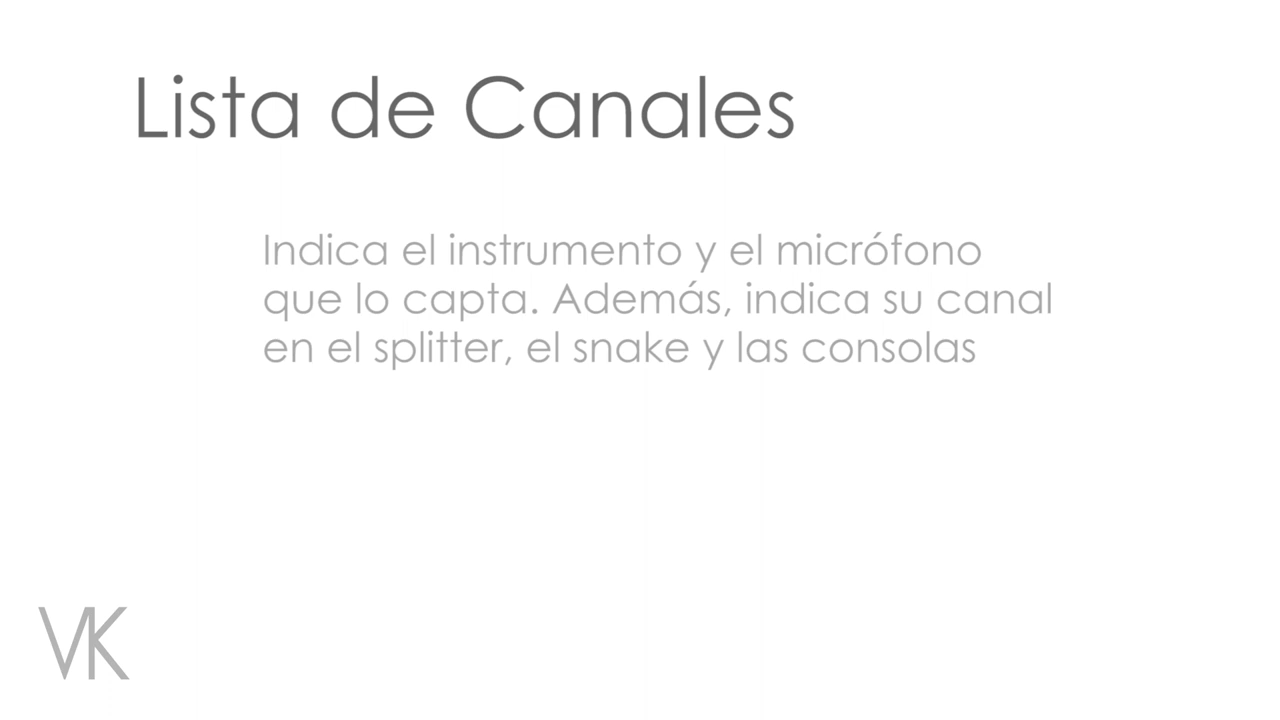 Lista de Canales
Indica el instrumento y el micrófono
que lo capta. Además, indica su canal
en el splitter, el snake y las consolas
VK